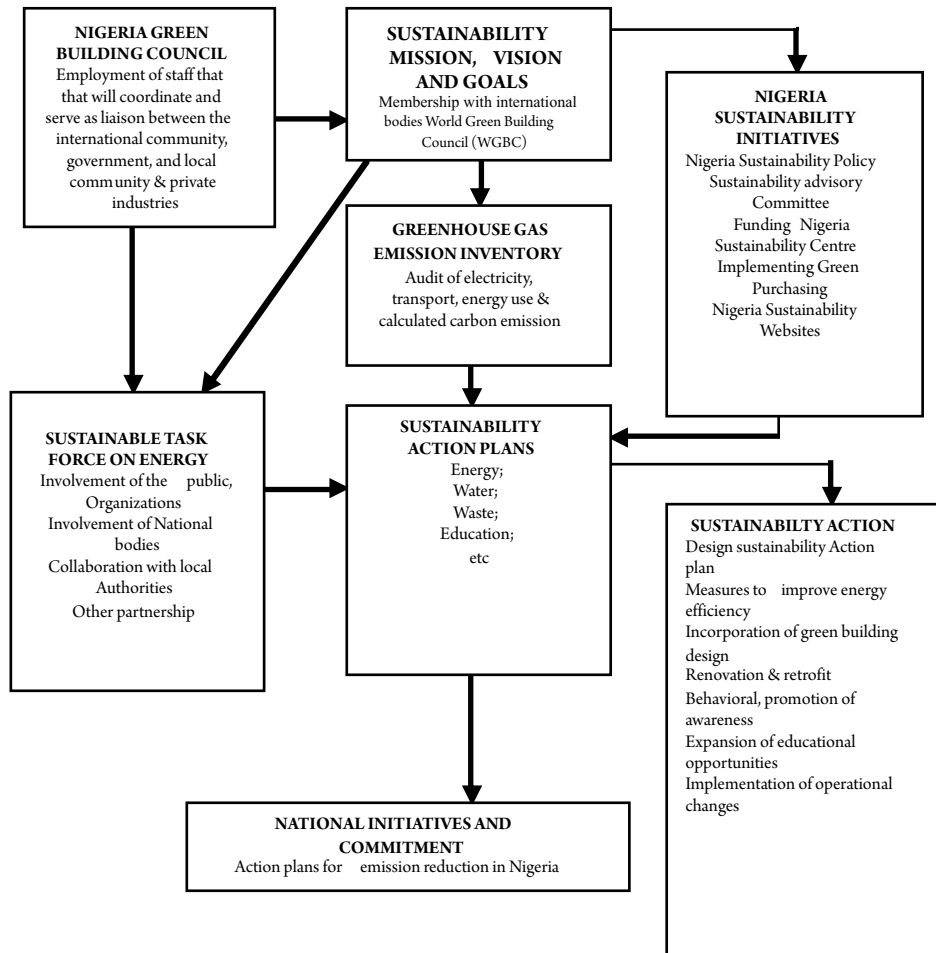 NIGERIA GREEN
BUILDING COUNCIL
Employment of staff that
that will coordinate and
serve as liaison between the
international community,
government, and local
community & private
industries
SUSTAINABILITY
MISSION, VISION
AND GOALS
Membership with international
bodies World Green Building
Council (WGBC)
NIGERIA
SUSTAINABILITY
INITIATIVES
Nigeria Sustainability Policy
Sustainability advisory
Committee
Funding Nigeria
Sustainability Centre
Implementing Green
Purchasing
Nigeria Sustainability
Websites
GREENHOUSE GAS
EMISSION INVENTORY
Audit of electricity,
transport, energy use &
calculated carbon emission
SUSTAINABLE TASK
FORCE ON ENERGY
Involvement of the public,
Organizations
Involvement of National
bodies
Collaboration with local
Authorities
Other partnership
SUSTAINABILITY
ACTION PLANS
Energy;
Water;
Waste;
Education;
etc
SUSTAINABILTY ACTION
Design sustainability Action
plan
Measures to improve energy
efficiency
Incorporation of green building
design
Renovation & retrofit
Behavioral, promotion of
awareness
Expansion of educational
opportunities
Implementation of operational
changes
NATIONAL INITIATIVES AND
COMMITMENT
Action plans for emission reduction in Nigeria